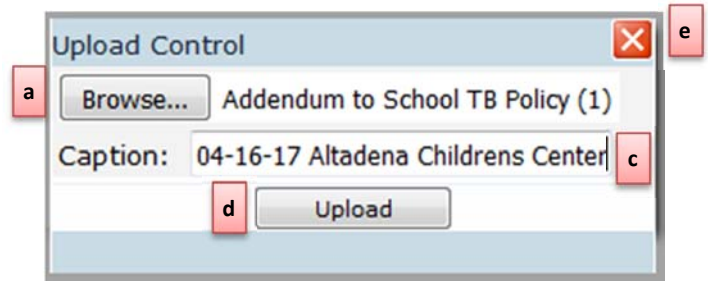 Upload Control e
a Browse... Addendum to School TB Policy (1)
Caption: 04-16-17 Altadena Childrens Center c
d Upload